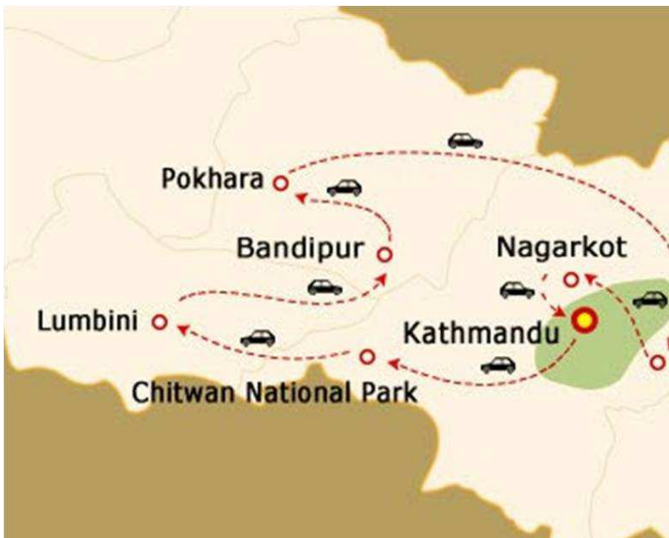 Pokhara
Bandipur
Nagarkot
Lumbini
Kathmandu
Chitwan National Park